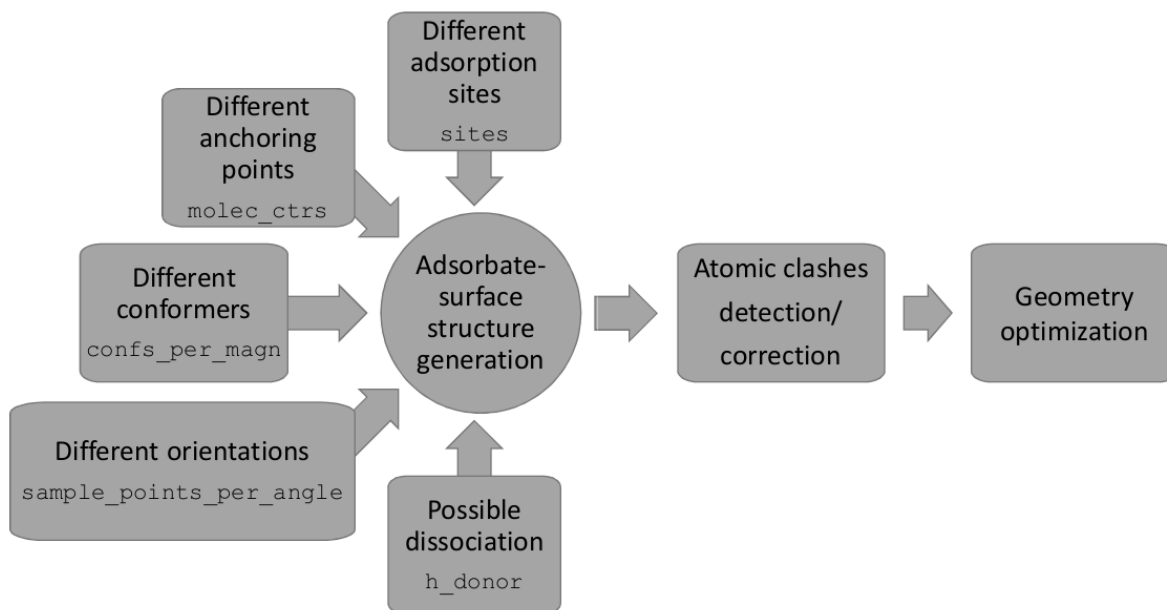 Different
adsorption
sites
sites
Different
anchoring
points
molec_ctrs
Different
conformers
confs_per_magn
Different orientations
sample_points_per_angle
Possible
dissociation
h_donor
Adsorbate-
surface
structure
generation
Atomic clashes
detection/
correction
Geometry
optimization